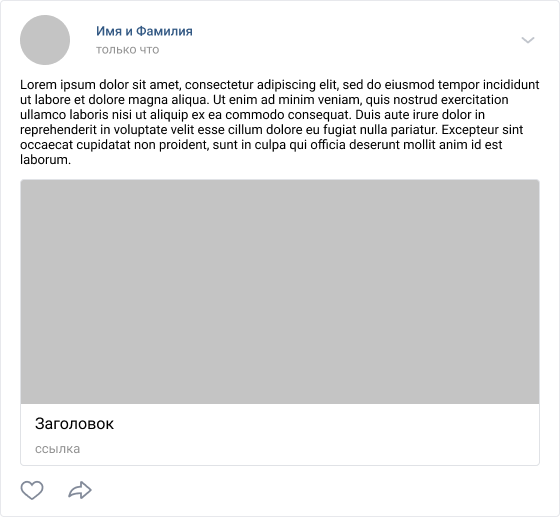 Имя и Фамилия
только что
Lorem ipsum dolor sit amet, consectetur adipiscing elit, sed do eiusmod tempor incididunt
ut labore et dolore magna aliqua. Ut enim ad minim veniam, quis nostrud exercitation
ullamco laboris nisi ut aliquip ex ea commodo consequat. Duis aute irure dolor in
reprehenderit in voluptate velit esse cillum dolore eu fugiat nulla pariatur. Excepteur sint
occaecat cupidatat non proident, sunt in culpa qui officia deserunt mollit anim id est
laborum.
Заголовок
ссылка